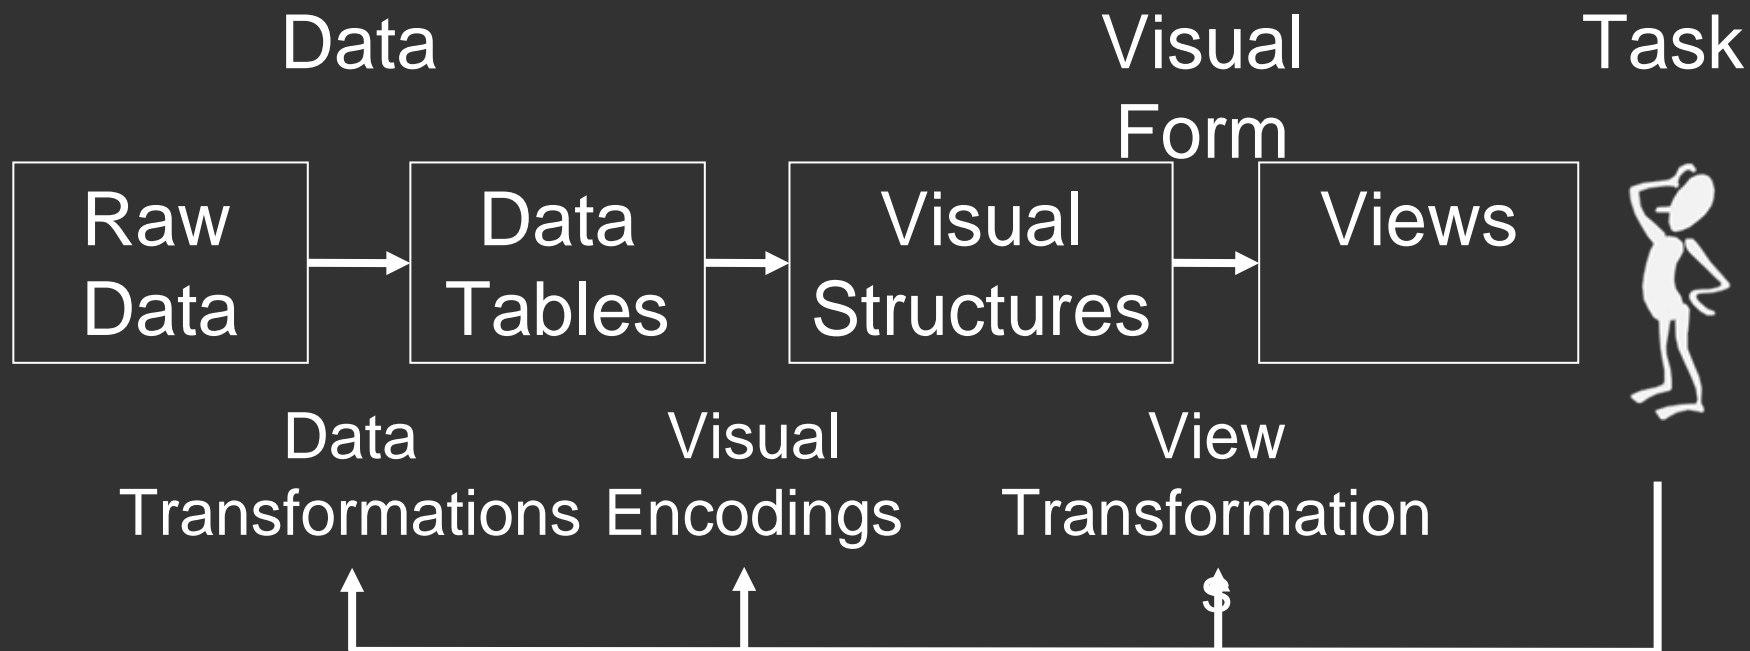 Data
Visual
Form
Task
Raw
Data
Data
Tables
Visual
Structures
Views
Data
Transformations
Visual
Encodings
View
Transformation
s